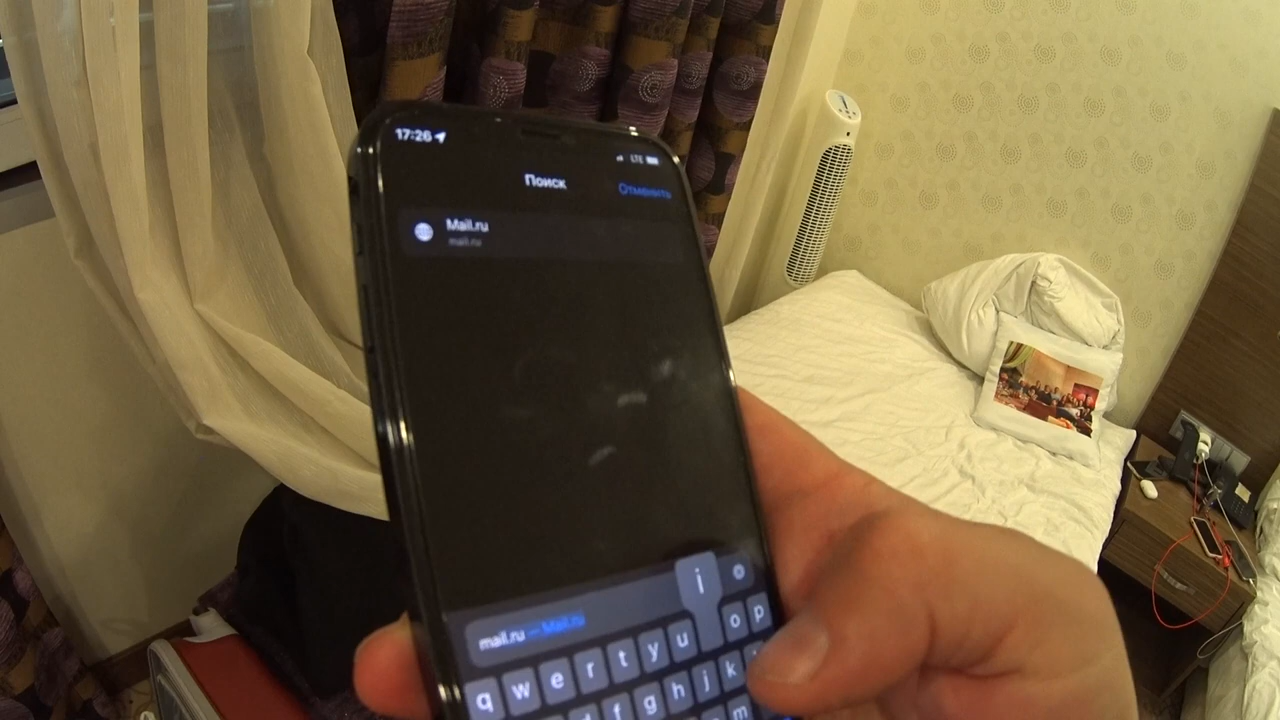 17:26
LTE
Поиск
Отменить
Mail.ru
mail.ru
mail.ru — Mail.ru
i
q w e r t y u o p
d f g h j k
m